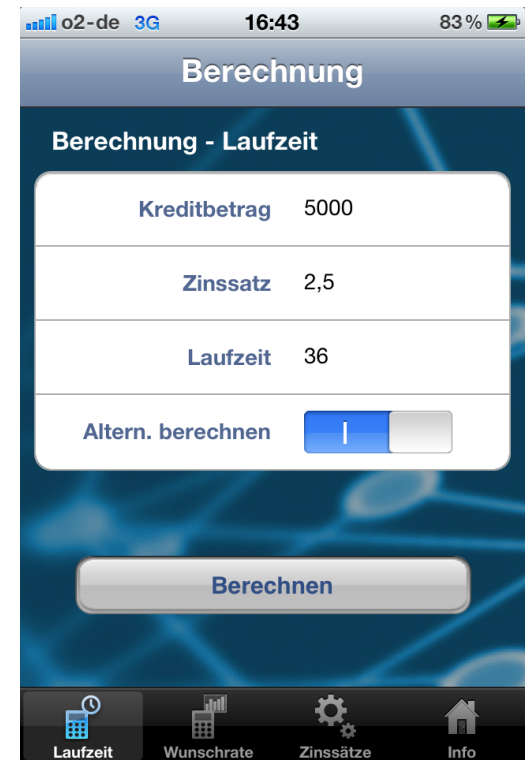 o2-de 3G 16:43 83%
Berechnung
Berechnung - Laufzeit
Kreditbetrag 5000
Zinssatz 2,5
Laufzeit 36
Altern. berechnen
Berechnen
Laufzeit Wunschrate Zinssätze Info